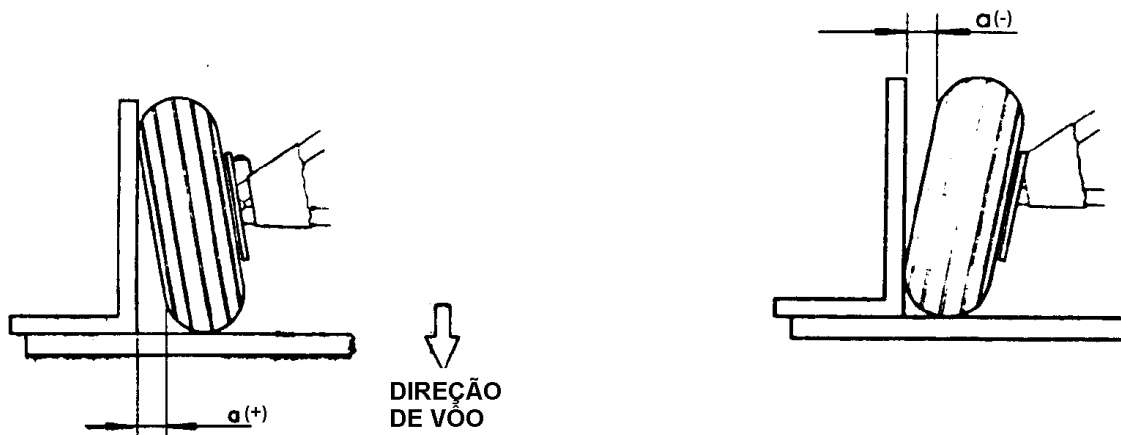 a (-)
a (+)
DIREÇÃO
DE VÔO